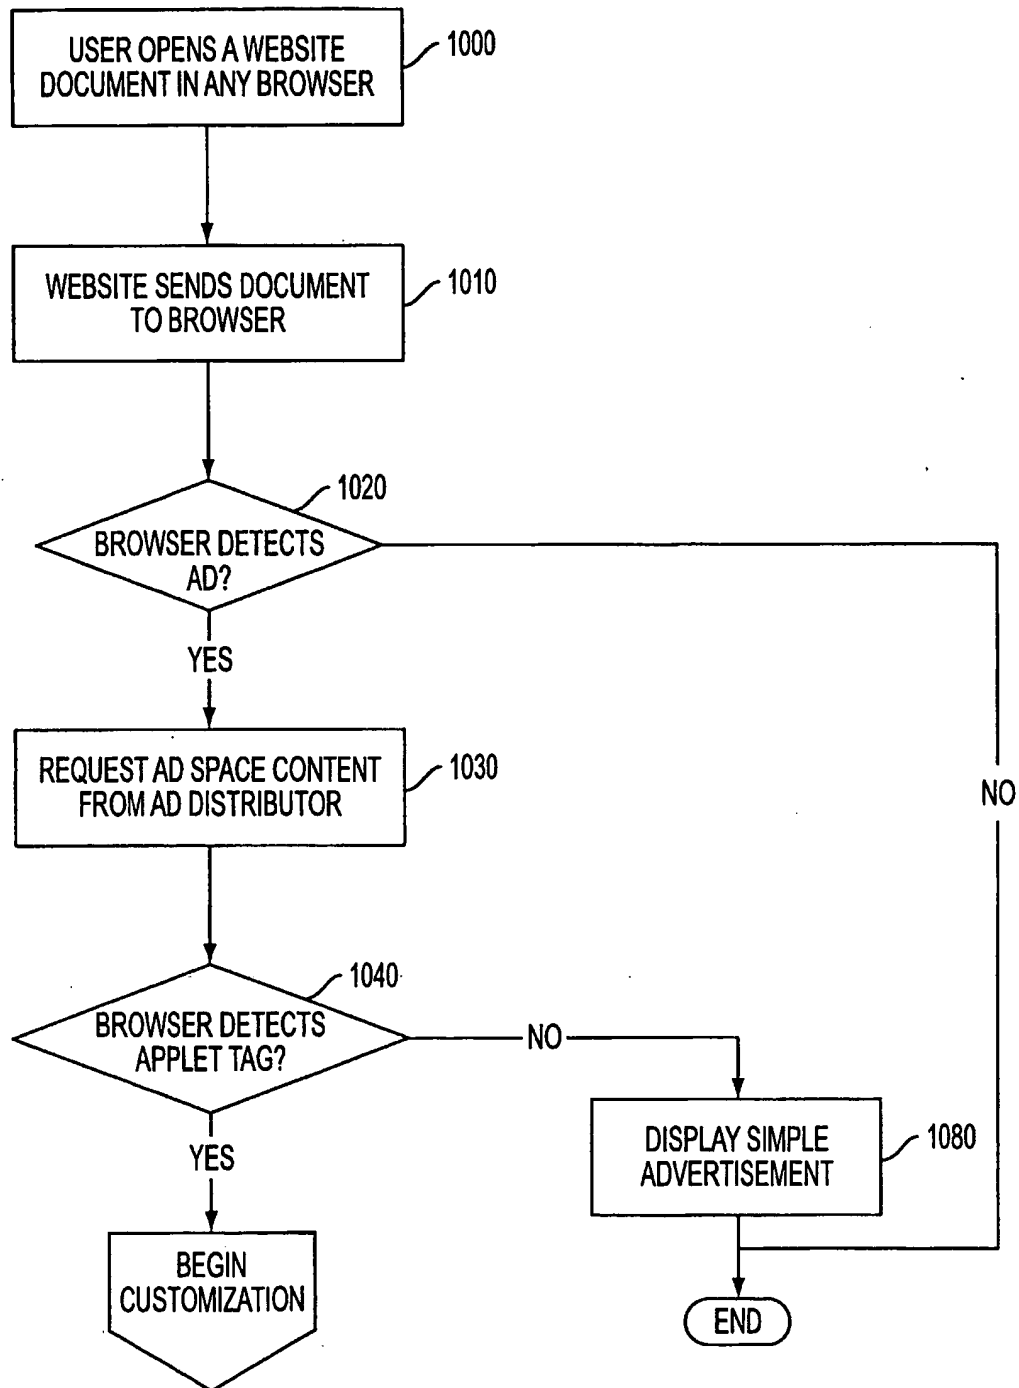 USER OPENS A WEBSITE
DOCUMENT IN ANY BROWSER
1000
WEBSITE SENDS DOCUMENT
TO BROWSER
1010
1020
BROWSER DETECTS
AD?
YES
REQUEST AD SPACE CONTENT
FROM AD DISTRIBUTOR
1030
NO
1040
BROWSER DETECTS
APPLET TAG?
NO
YES
DISPLAY SIMPLE
ADVERTISEMENT
1080
BEGIN
CUSTOMIZATION
END